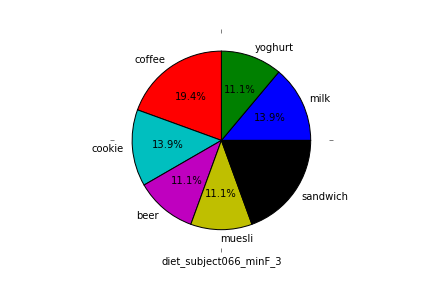 yoghurt
coffee
11.1%
milk
19.4%
13.9%
13.9%
cookie
11.1%
11.1%
sandwich
beer
muesli
diet_subject066_minF_3